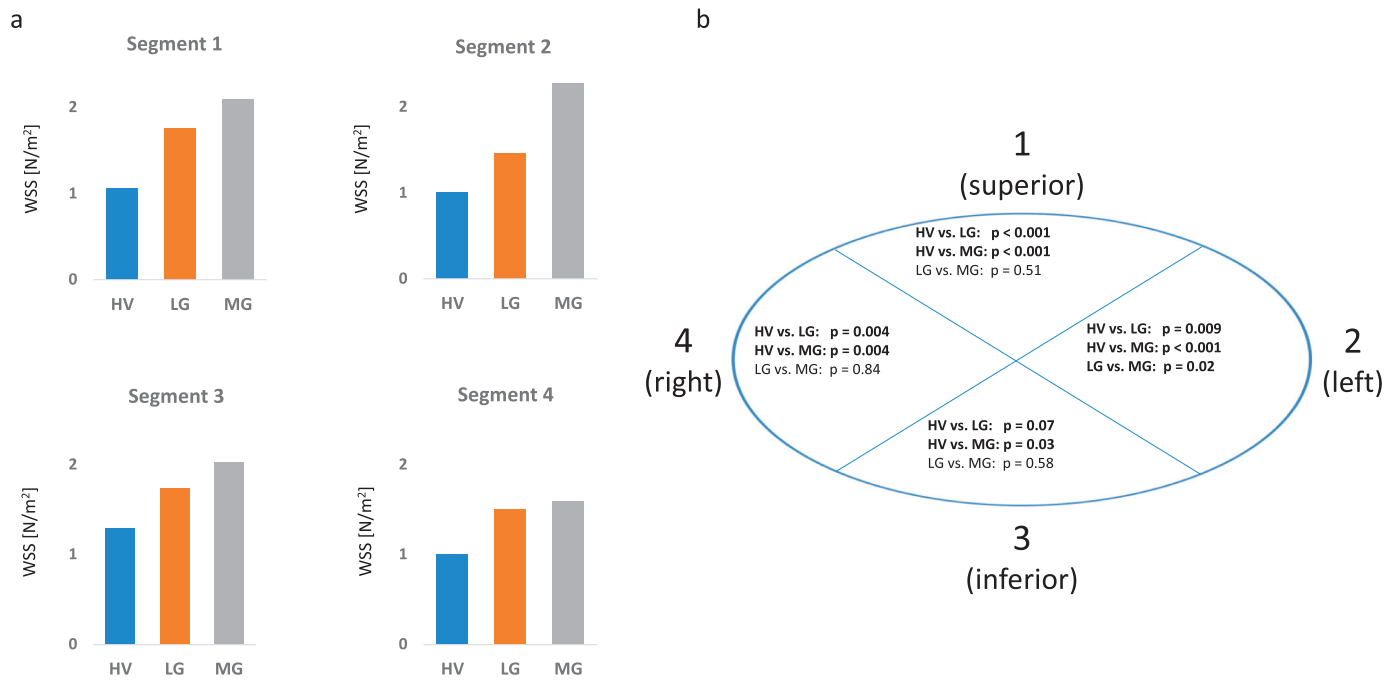 a
Segment 1
WSS [N/m²]
2
1
0
HV LG MG
Segment 2
WSS [N/m²]
2
1
0
HV LG MG
Segment 3
WSS [N/m²]
2
1
0
HV LG MG
Segment 4
WSS [N/m²]
2
1
0
HV LG MG
b
1
(superior)
HV vs. LG: p < 0.001
HV vs. MG: p < 0.001
LG vs. MG: p = 0.51
4
(right)
HV vs. LG: p = 0.004
HV vs. MG: p = 0.004
LG vs. MG: p = 0.84
HV vs. LG: p = 0.009
HV vs. MG: p < 0.001
LG vs. MG: p = 0.02
2
(left)
HV vs. LG: p = 0.07
HV vs. MG: p = 0.03
LG vs. MG: p = 0.58
3
(inferior)